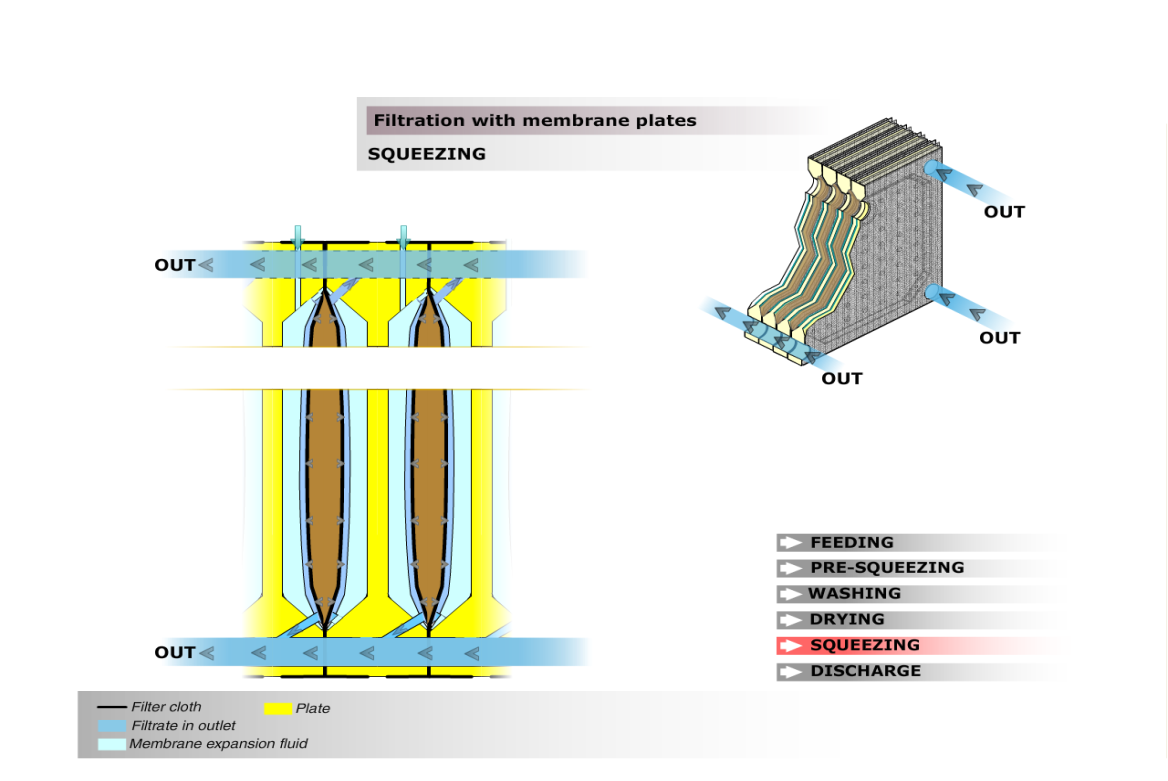 Filtration with membrane plates
SQUEEZING
OUT
OUT
OUT
OUT
OUT
FEEDING
PRE-SQUEEZING
WASHING
DRYING
SQUEEZING
DISCHARGE
Filter cloth
Plate
Filtrate in outlet
Membrane expansion fluid